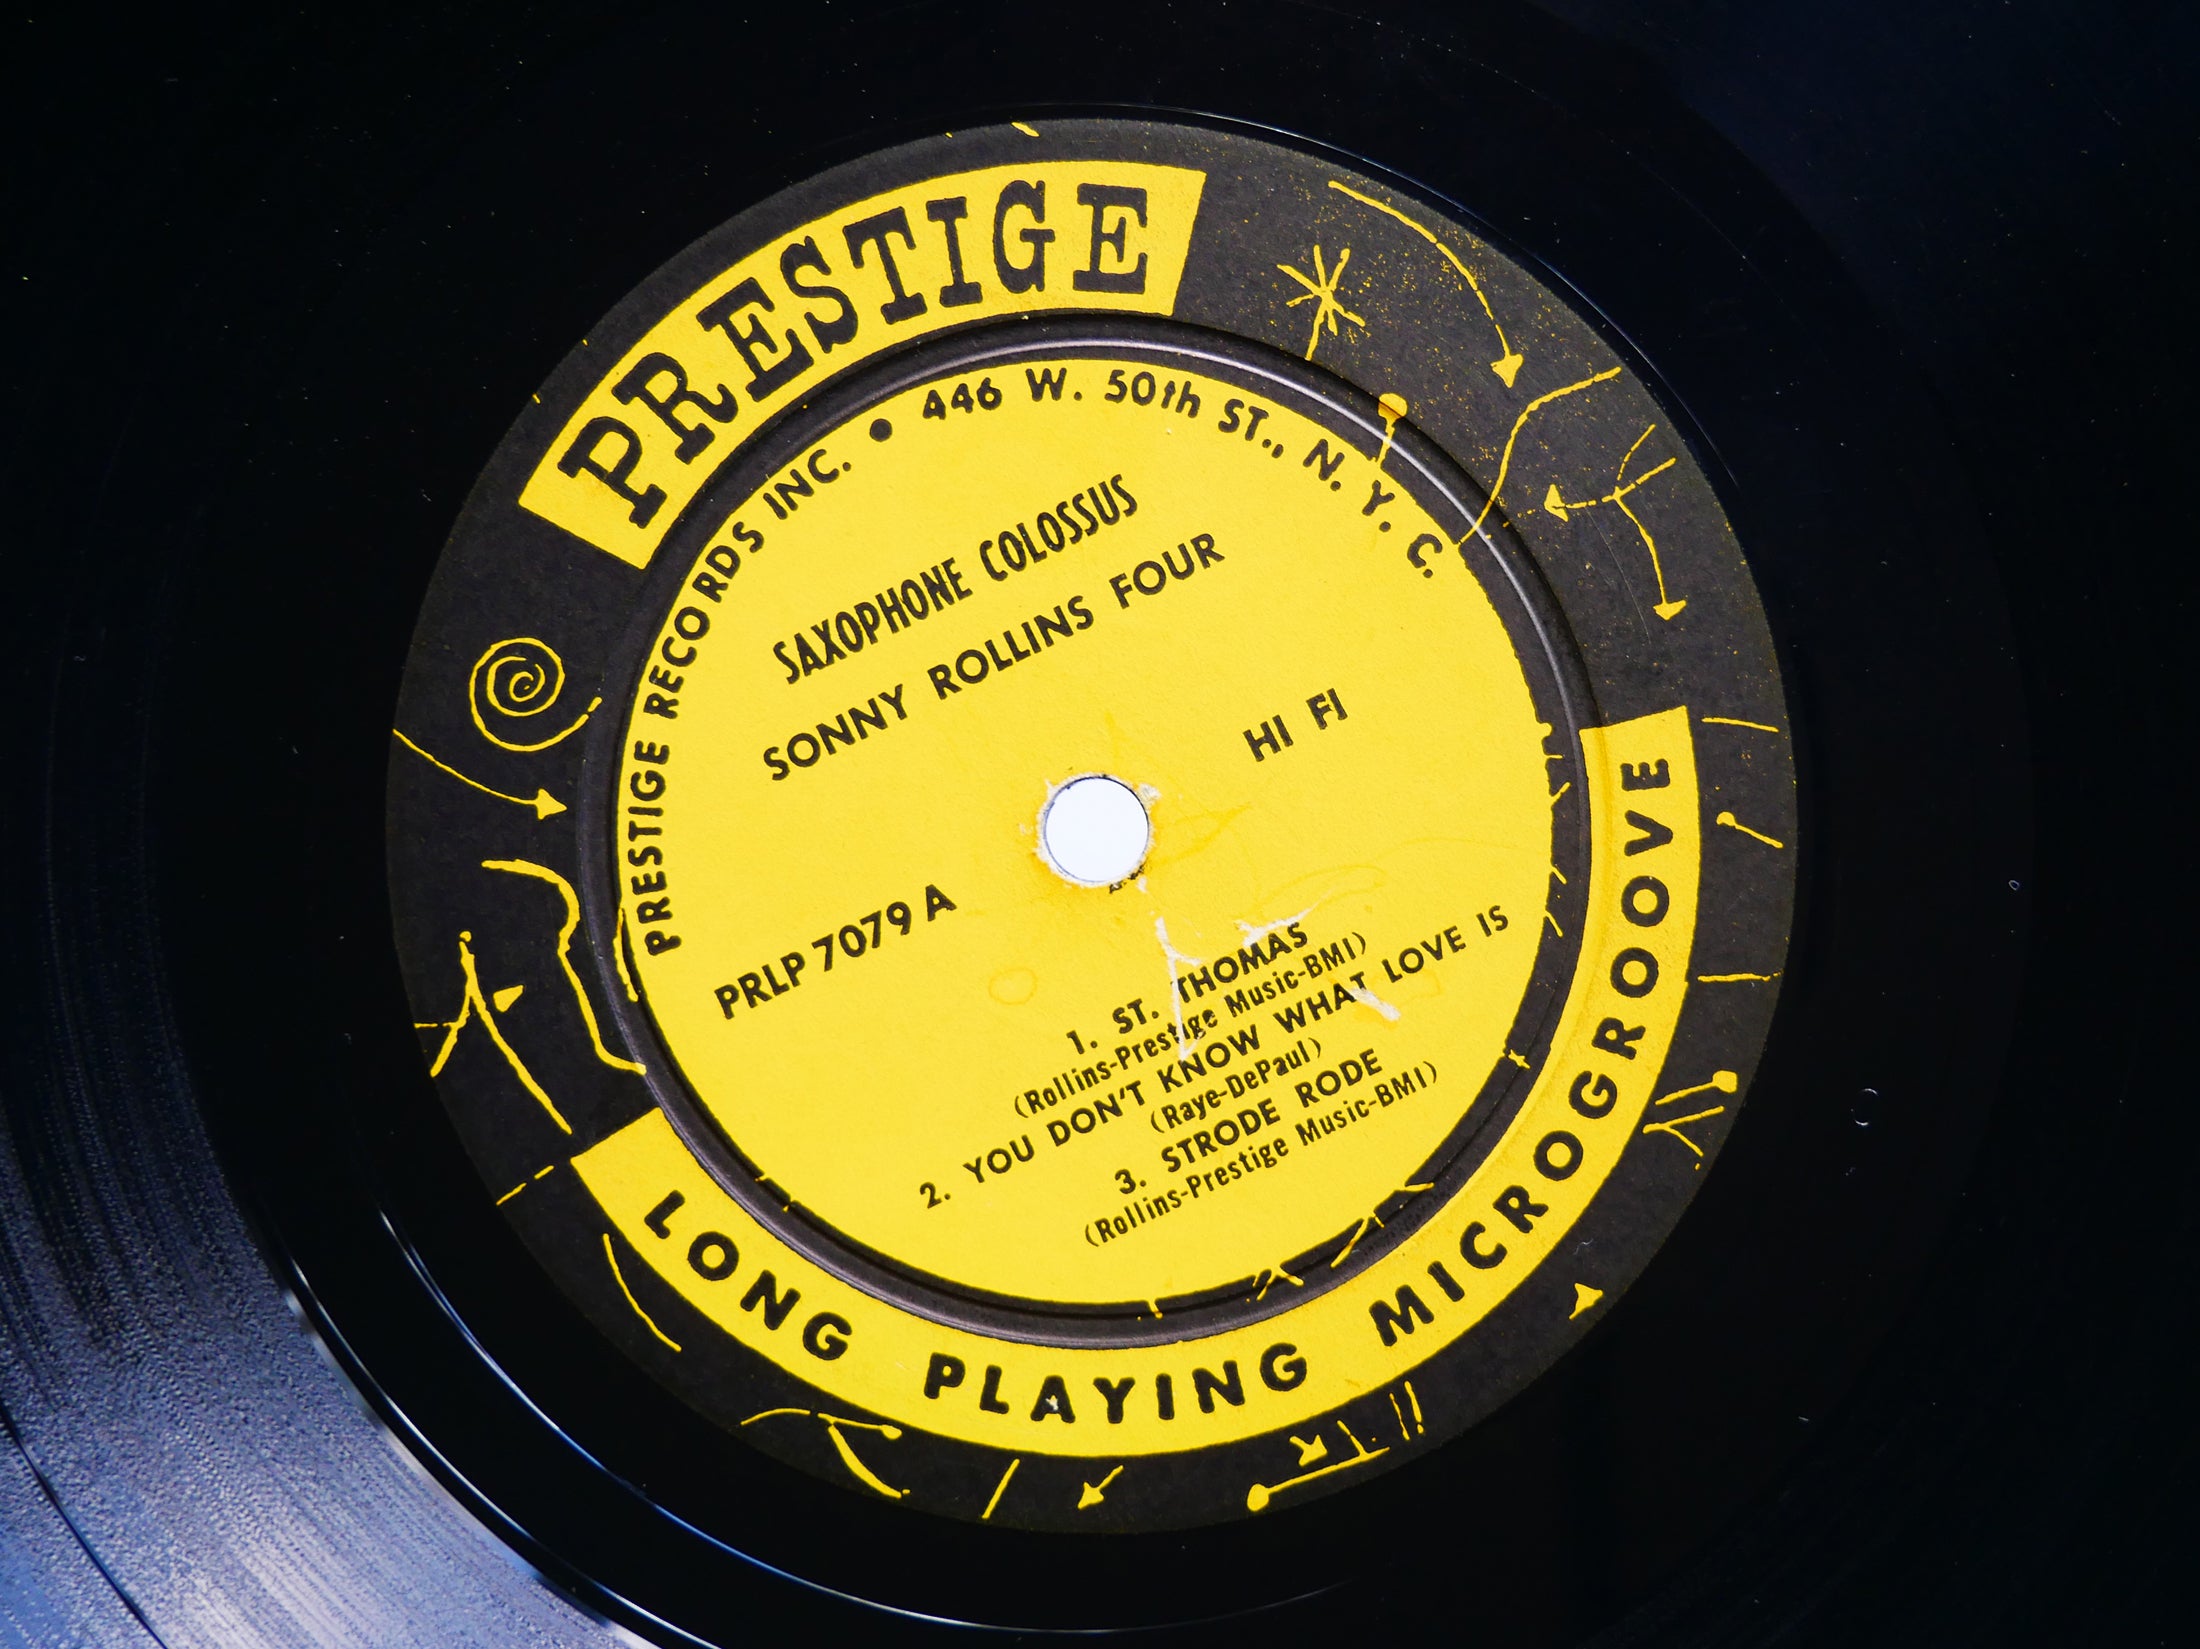 PRESTIGE
PRESTIGE RECORDS INC. • 446 W. 50th ST., N. Y. C.
SAXOPHONE COLOSSUS
SONNY ROLLINS FOUR
HI FI
PRLP 7079 A
1. ST. THOMAS
(Rollins-Prestige Music-BMI)
2. YOU DON'T KNOW WHAT LOVE IS
(Raye-DePaul)
3. STRODE RODE
(Rollins-Prestige Music-BMI)
LONG PLAYING MICROGROOVE